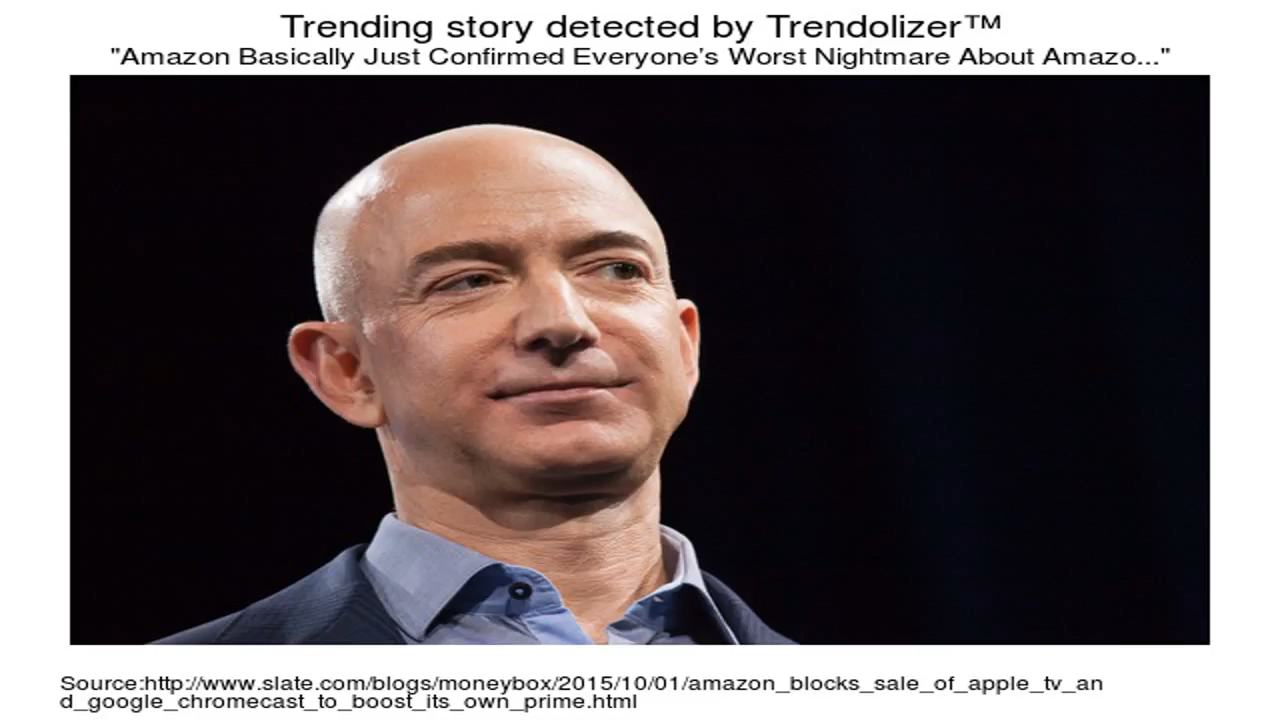 Trending story detected by Trendolizer™
"Amazon Basically Just Confirmed Everyone's Worst Nightmare About Amazo..."
Source:http://www.slate.com/blogs/moneybox/2015/10/01/amazon_blocks_sale_of_apple_tv_an
d_google_chromecast_to_boost_its_own_prime.html